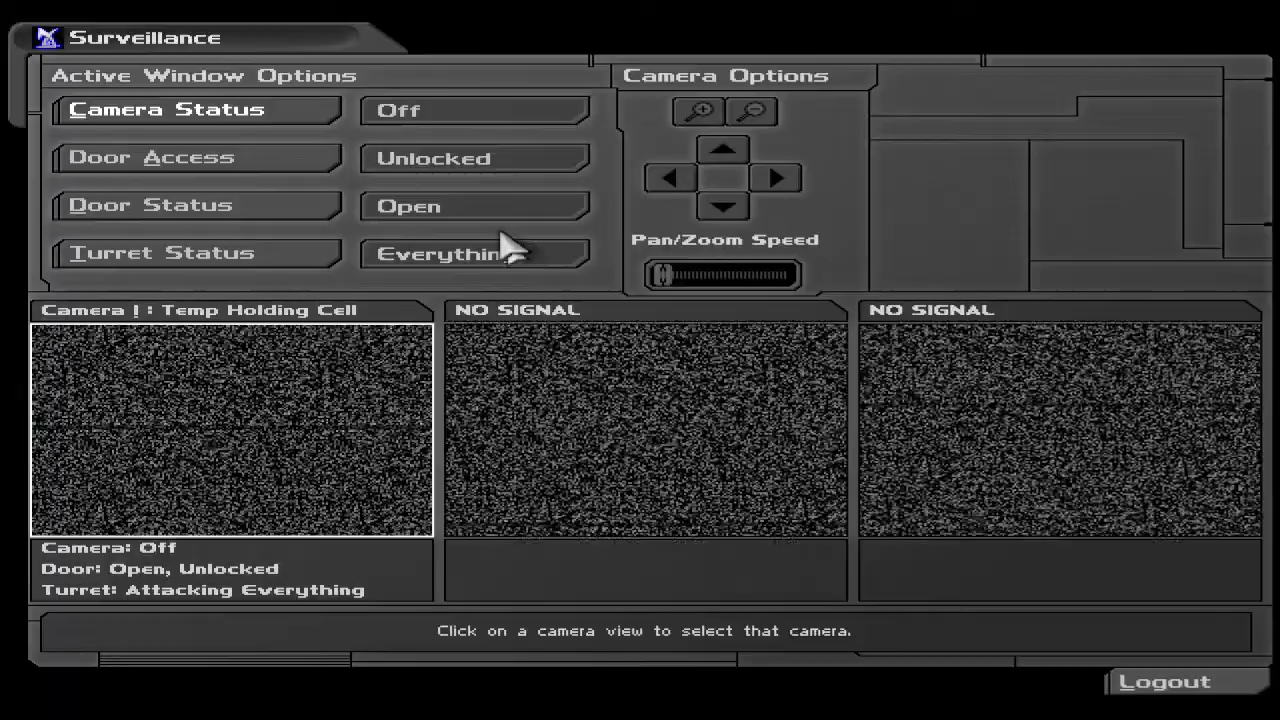 Surveillance
Active Window Options
Camera Options
Camera Status
Off
Door Access
Unlocked
Door Status
Open
Turret Status
Everythin
Pan/Zoom Speed
Camera 1 : Temp Holding Cell
NO SIGNAL
NO SIGNAL
Camera: Off
Door: Open, Unlocked
Turret: Attacking Everything
Click on a camera view to select that camera.
Logout